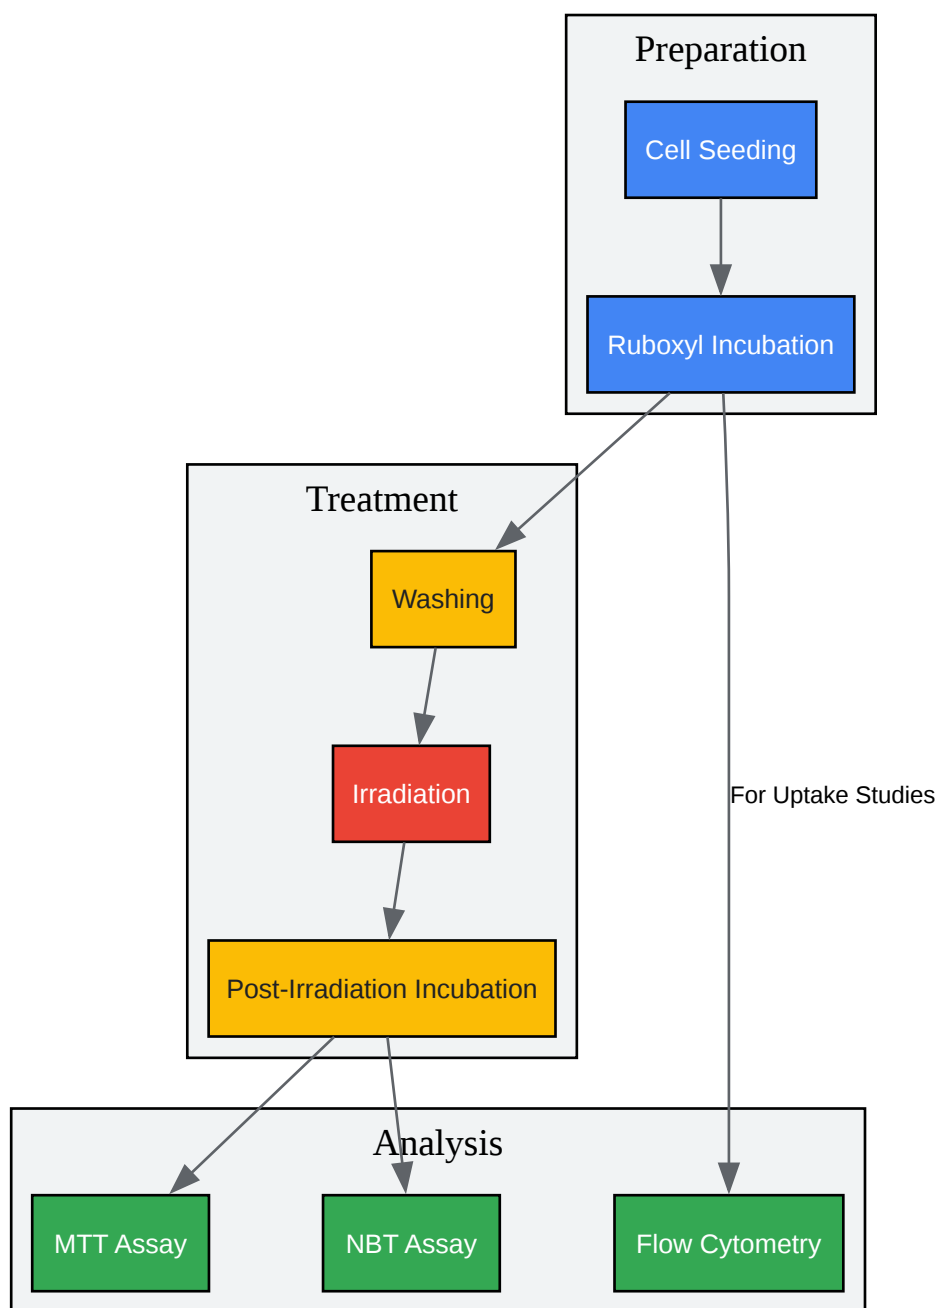 Preparation
Cell Seeding
Ruboxyl Incubation
Treatment
Washing
Irradiation
For Uptake Studies
Post-Irradiation Incubation
Analysis
MTT Assay
NBT Assay
Flow Cytometry